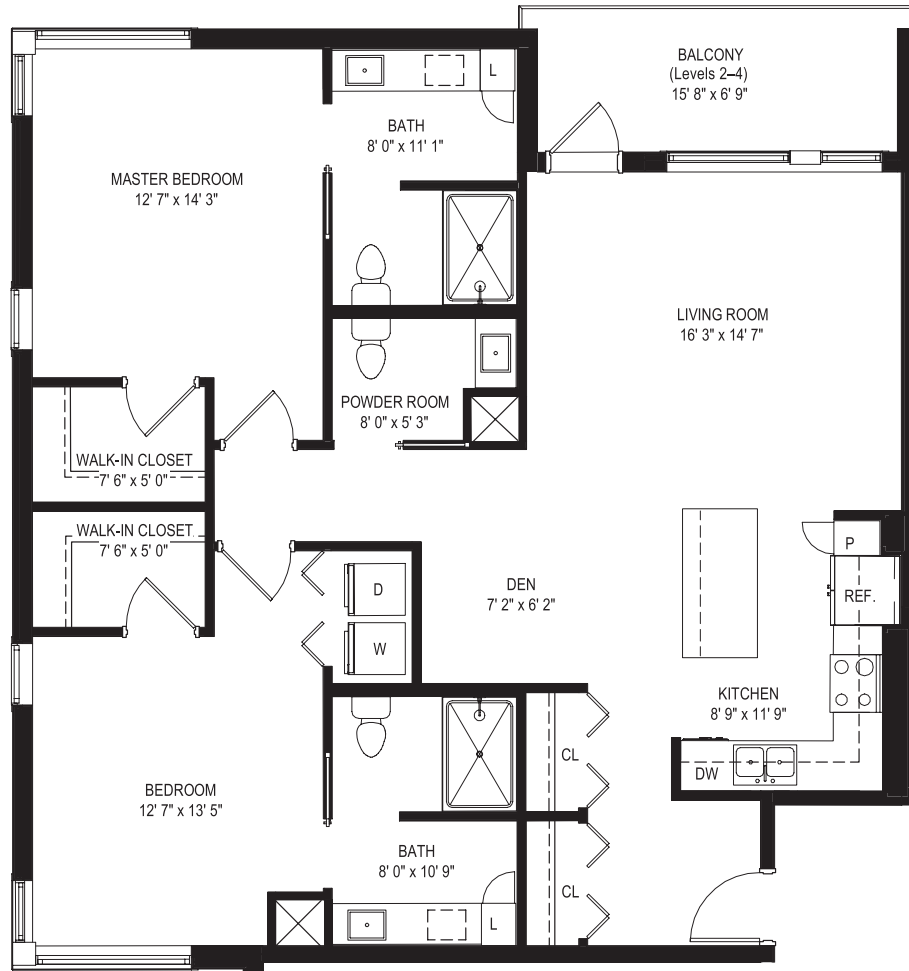 BALCONY
(Levels 2–4)
15' 8" x 6' 9"
L
BATH
8' 0" x 11' 1"
MASTER BEDROOM
12' 7" x 14' 3"
LIVING ROOM
16' 3" x 14' 7"
POWDER ROOM
8' 0" x 5' 3"
WALK-IN CLOSET
7' 6" x 5' 0"
WALK-IN CLOSET
7' 6" x 5' 0"
P
D
DEN
7' 2" x 6' 2"
REF.
W
KITCHEN
8' 9" x 11' 9"
CL
DW
BEDROOM
12' 7" x 13' 5"
BATH
8' 0" x 10' 9"
CL
L